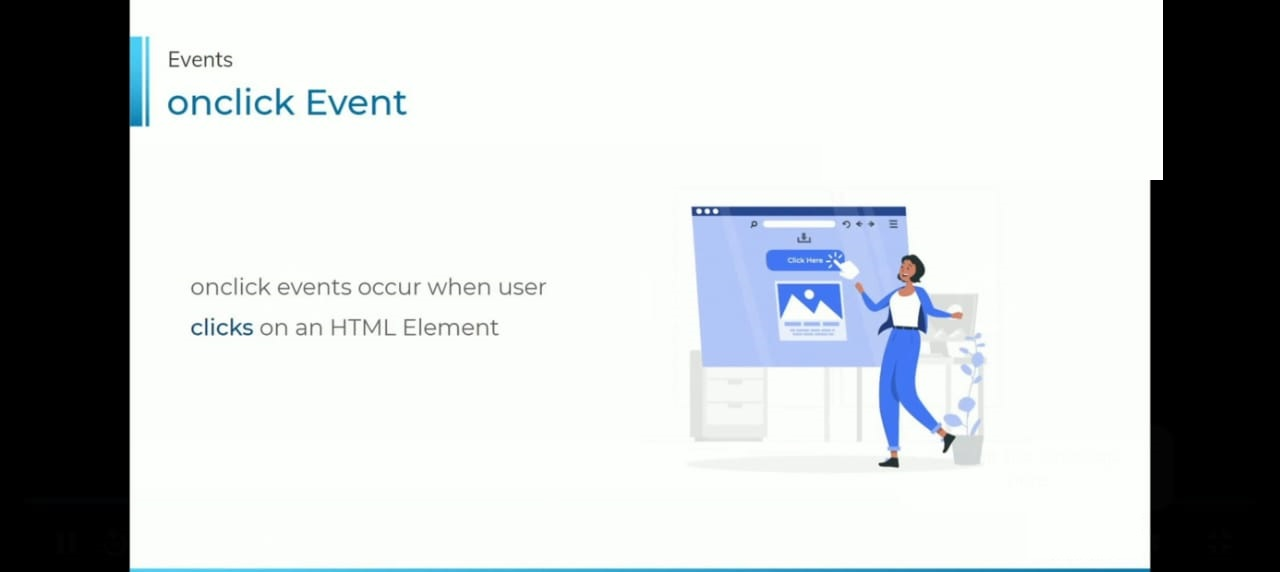 Events
onclick Event
Click Here
onclick events occur when user
clicks on an HTML Element